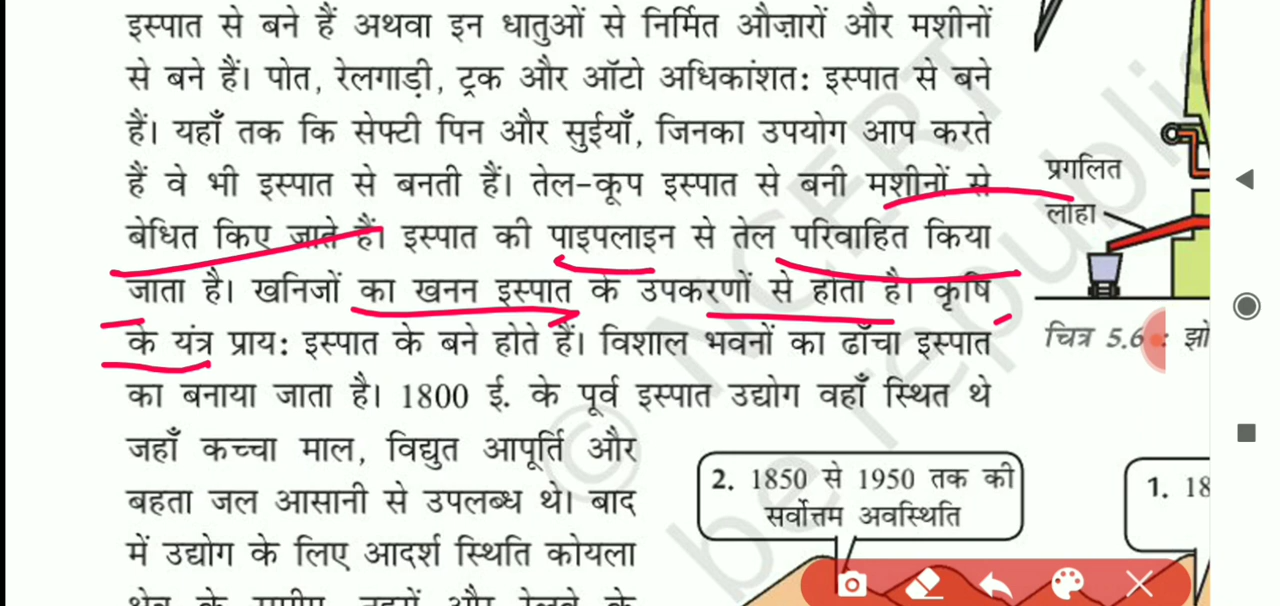 इस्पात से बने हैं अथवा इन धातुओं से निर्मित औज़ारों और मशीनों
से बने हैं। पोत, रेलगाड़ी, ट्रक और ऑटो अधिकांशत: इस्पात से बने
हैं। यहाँ तक कि सेफ्टी पिन और सुईयाँ, जिनका उपयोग आप करते
हैं वे भी इस्पात से बनती हैं। तेल-कूप इस्पात से बनी मशीनों से
बेधित किए जाते हैं। इस्पात की पाइपलाइन से तेल परिवाहित किया
जाता है। खनिजों का खनन इस्पात के उपकरणों से होता है। कृषि
के यंत्र प्राय: इस्पात के बने होते हैं। विशाल भवनों का ढाँचा इस्पात
का बनाया जाता है। 1800 ई. के पूर्व इस्पात उद्योग वहाँ स्थित थे
जहाँ कच्चा माल, विद्युत आपूर्ति और
बहता जल आसानी से उपलब्ध थे। बाद
में उद्योग के लिए आदर्श स्थिति कोयला
प्रगलित
लोहा
चित्र 5.6 : झो
2. 1850 से 1950 तक की
सर्वोत्तम अवस्थिति
1. 18
© NCERT
be republi